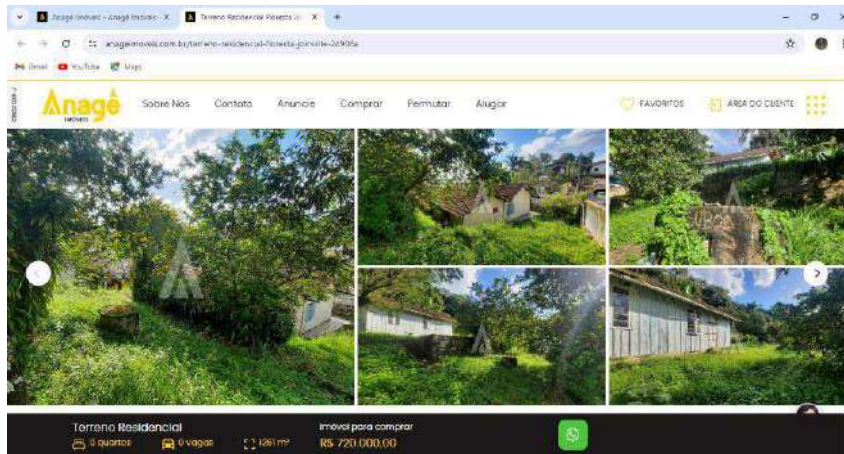 Anagê Imóveis - Anagê Imóveis
Terreno Residencial Floresta Jo
anageimoveis.com.br/terreno-residencial-floresta-joinville-
Gmail
YouTube
Maps
Anagê
IMÓVEIS
Sobre Nós
Contato
Anuncie
Comprar
Permutar
Alugar
FAVORITOS
ÁREA DO CLIENTE
Terreno Residencial
0 quartos
0 vagas
1261 m²
Imóvel para comprar
R$ 720.000,00